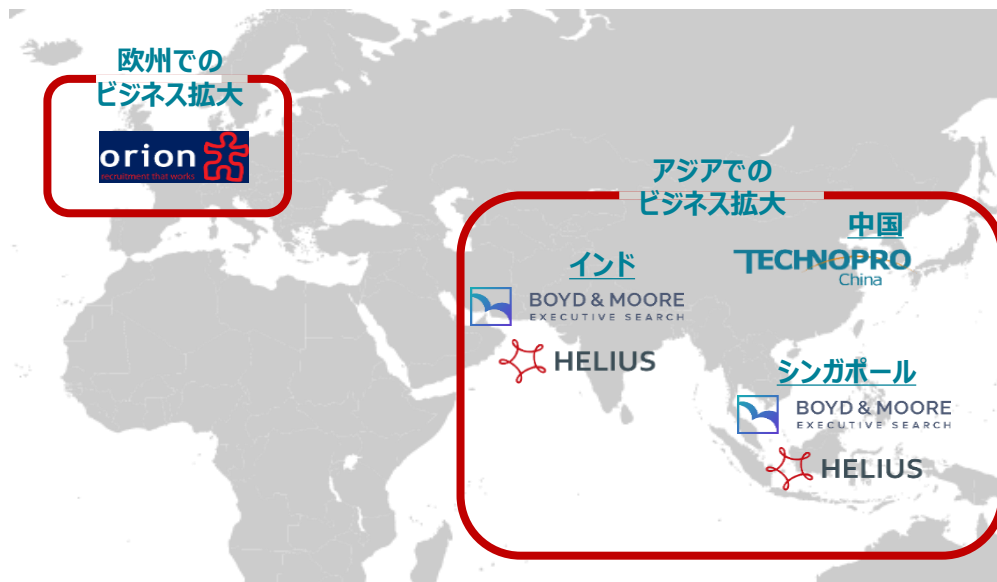 欧州での
ビジネス拡大
orion
recruitment that works
アジアでの
ビジネス拡大
中国
TECHNOPRO
China
インド
BOYD & MOORE
EXECUTIVE SEARCH
HELIUS
シンガポール
BOYD & MOORE
EXECUTIVE SEARCH
HELIUS